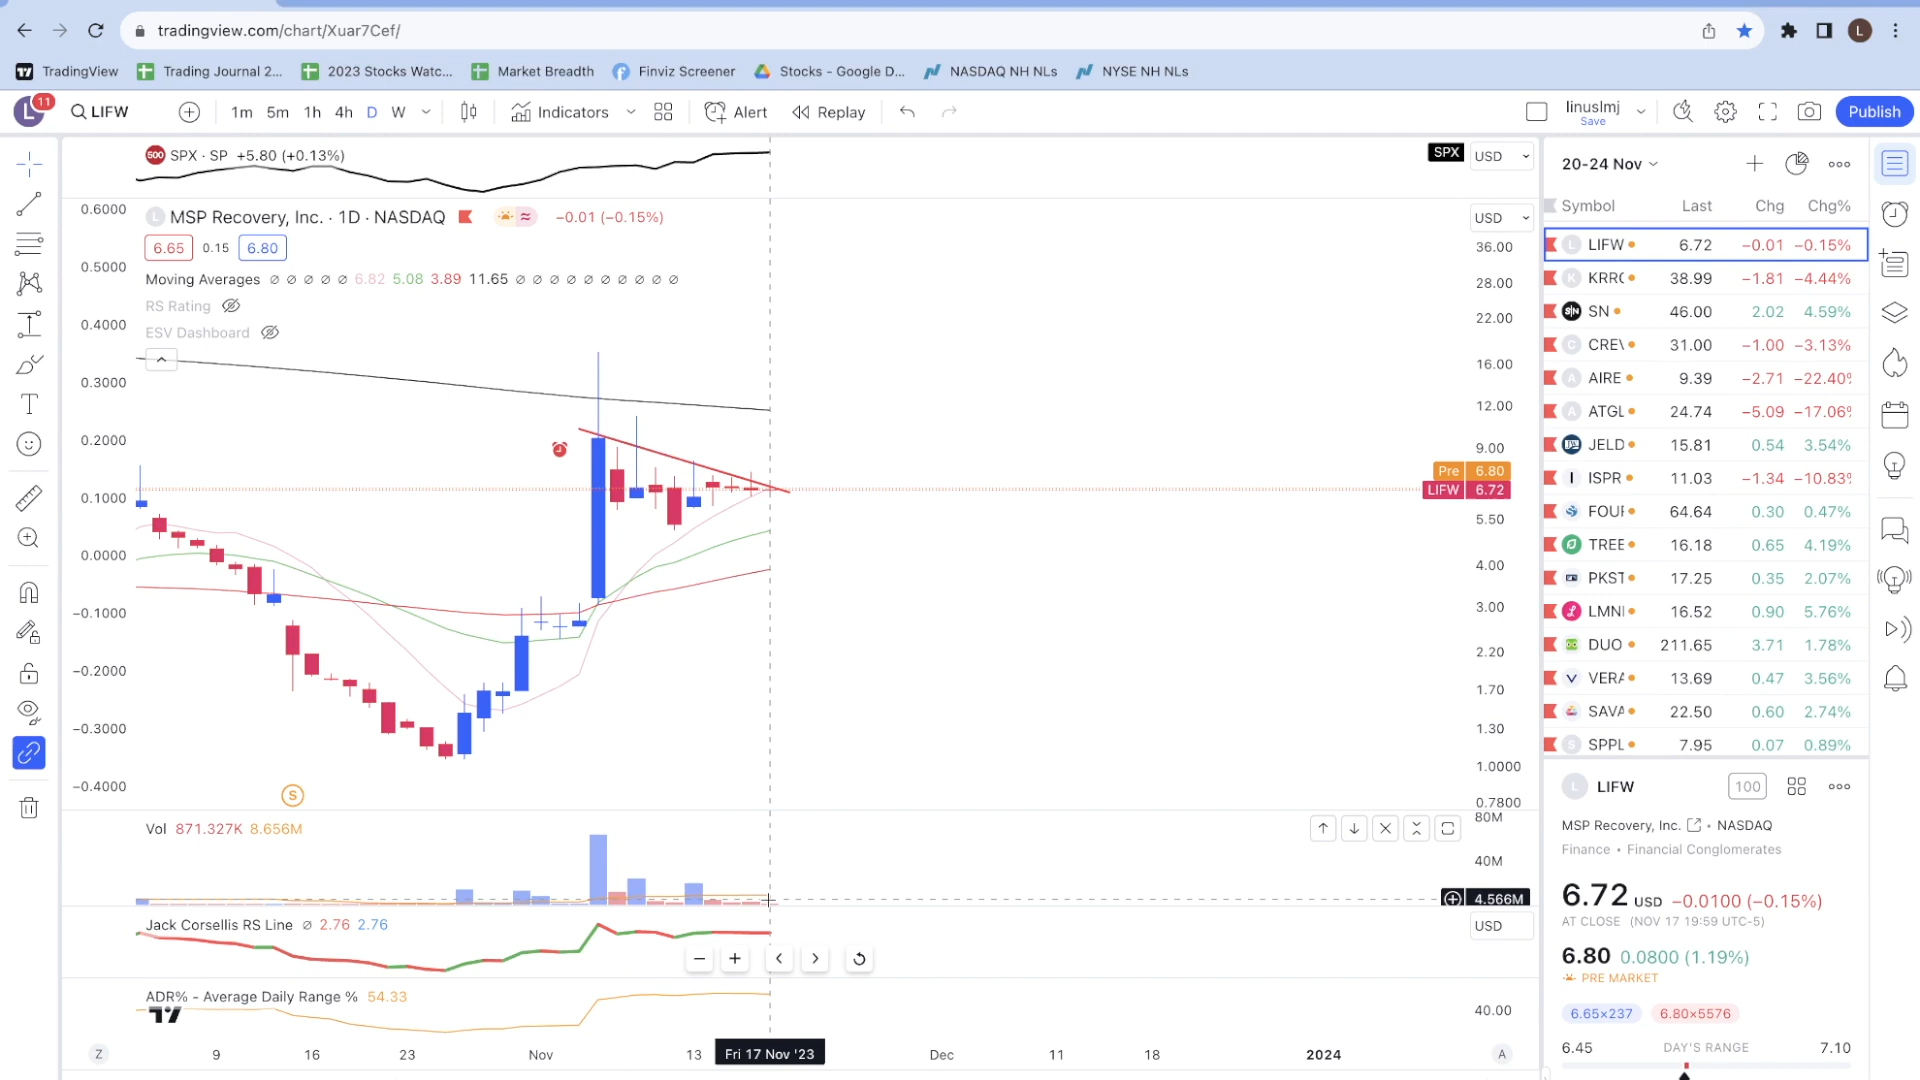 tradingview.com/chart/Xuar7Cef/
TradingView
Trading Journal 2...
2023 Stocks Watc...
Market Breadth
Finviz Screener
Stocks - Google D...
NASDAQ NH NLs
NYSE NH NLs
L 11
LIFW
1m 5m 1h 4h D W
Indicators
Alert
Replay
linuslmj
Save
Publish
500 SPX · SP +5.80 (+0.13%)
SPX USD
MSP Recovery, Inc. · 1D · NASDAQ −0.01 (−0.15%)
USD
6.65 0.15 6.80
Moving Averages ∅ ∅ ∅ ∅ ∅ 6.82 5.08 3.89 11.65 ∅ ∅ ∅ ∅ ∅ ∅ ∅ ∅ ∅ ∅
RS Rating
ESV Dashboard
0.6000
0.5000
0.4000
0.3000
0.2000
0.1000
0.0000
−0.1000
−0.2000
−0.3000
−0.4000
36.00
28.00
22.00
16.00
12.00
9.00
Pre 6.80
LIFW 6.72
5.50
4.00
3.00
2.20
1.70
1.30
1.0000
0.7800
S
Vol 871.327K 8.656M
80M
40M
4.566M
Jack Corsellis RS Line ∅ 2.76 2.76
USD
ADR% - Average Daily Range % 54.33
40.00
Z 9 16 23 Nov 13 Fri 17 Nov '23 Dec 11 18 2024 A
20-24 Nov
Symbol Last Chg Chg%
LIFW 6.72 −0.01 −0.15%
KRRO 38.99 −1.81 −4.44%
SN 46.00 2.02 4.59%
CREV 31.00 −1.00 −3.13%
AIRE 9.39 −2.71 −22.40%
ATGL 24.74 −5.09 −17.06%
JELD 15.81 0.54 3.54%
ISPR 11.03 −1.34 −10.83%
FOUR 64.64 0.30 0.47%
TREE 16.18 0.65 4.19%
PKST 17.25 0.35 2.07%
LMND 16.52 0.90 5.76%
DUO 211.65 3.71 1.78%
VERA 13.69 0.47 3.56%
SAVA 22.50 0.60 2.74%
SPPL 7.95 0.07 0.89%
L LIFW 100
MSP Recovery, Inc. • NASDAQ
Finance • Financial Conglomerates
6.72 USD −0.0100 (−0.15%)
AT CLOSE (NOV 17 19:59 UTC-5)
6.80 0.0800 (1.19%)
PRE MARKET
6.65×237 6.80×5576
6.45 DAY'S RANGE 7.10